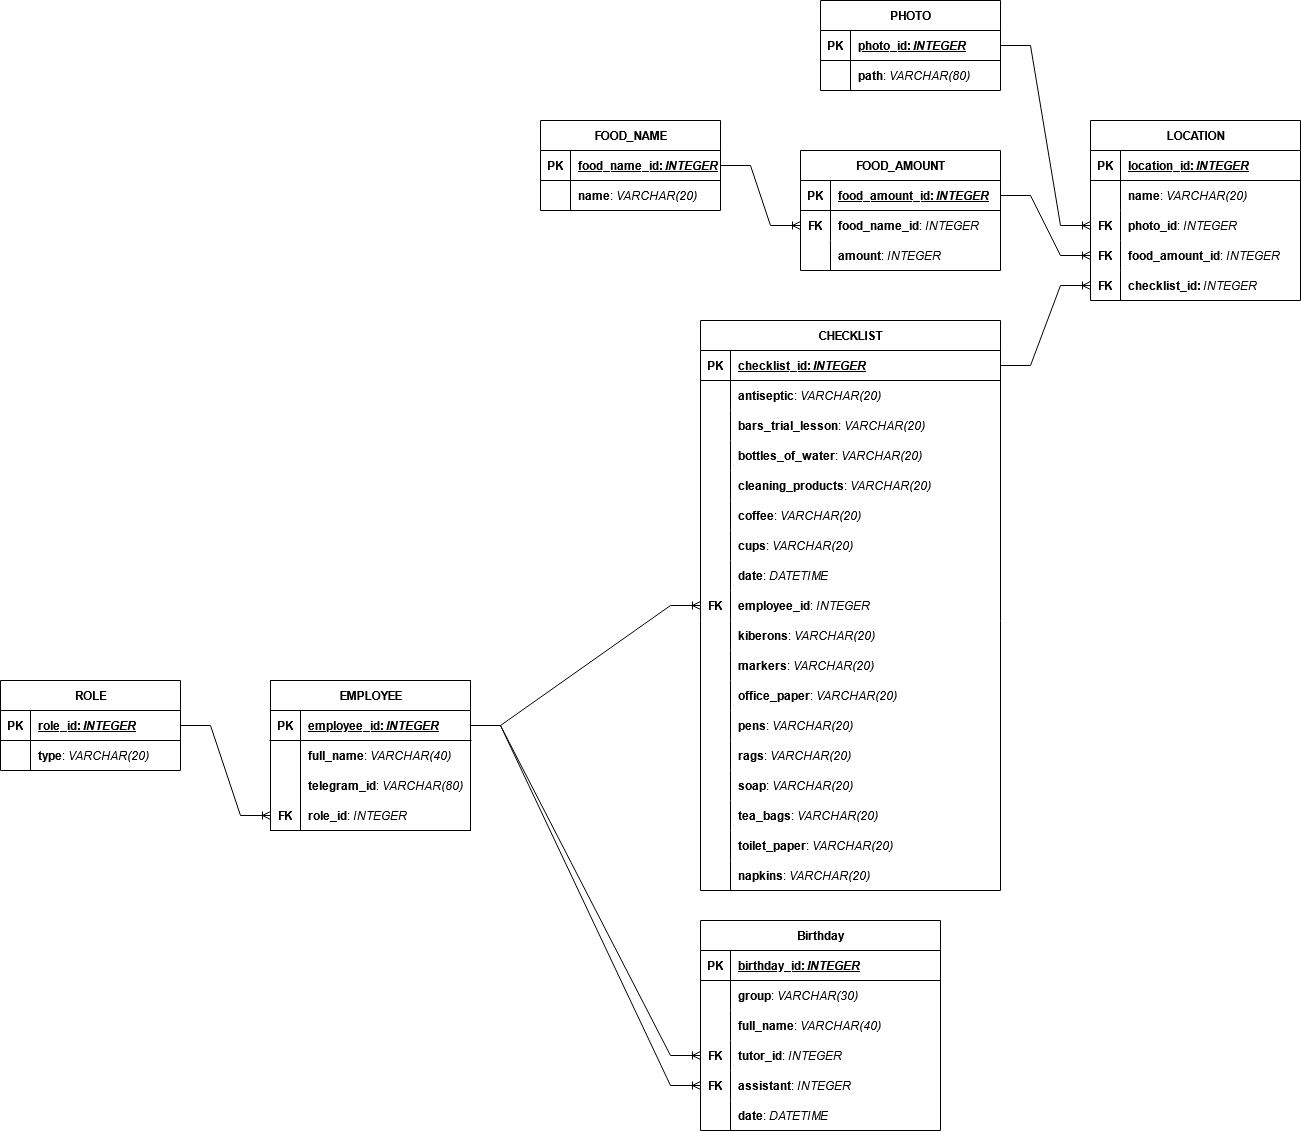 PHOTO
PK photo_id: INTEGER
path: VARCHAR(80)
FOOD_NAME
PK food_name_id: INTEGER
name: VARCHAR(20)
FOOD_AMOUNT
PK food_amount_id: INTEGER
FK food_name_id: INTEGER
amount: INTEGER
LOCATION
PK location_id: INTEGER
name: VARCHAR(20)
FK photo_id: INTEGER
FK food_amount_id: INTEGER
FK checklist_id: INTEGER
CHECKLIST
PK checklist_id: INTEGER
antiseptic: VARCHAR(20)
bars_trial_lesson: VARCHAR(20)
bottles_of_water: VARCHAR(20)
cleaning_products: VARCHAR(20)
coffee: VARCHAR(20)
cups: VARCHAR(20)
date: DATETIME
FK employee_id: INTEGER
kiberons: VARCHAR(20)
markers: VARCHAR(20)
office_paper: VARCHAR(20)
pens: VARCHAR(20)
rags: VARCHAR(20)
soap: VARCHAR(20)
tea_bags: VARCHAR(20)
toilet_paper: VARCHAR(20)
napkins: VARCHAR(20)
ROLE
PK role_id: INTEGER
type: VARCHAR(20)
EMPLOYEE
PK employee_id: INTEGER
full_name: VARCHAR(40)
telegram_id: VARCHAR(80)
FK role_id: INTEGER
Birthday
PK birthday_id: INTEGER
group: VARCHAR(30)
full_name: VARCHAR(40)
FK tutor_id: INTEGER
FK assistant: INTEGER
date: DATETIME